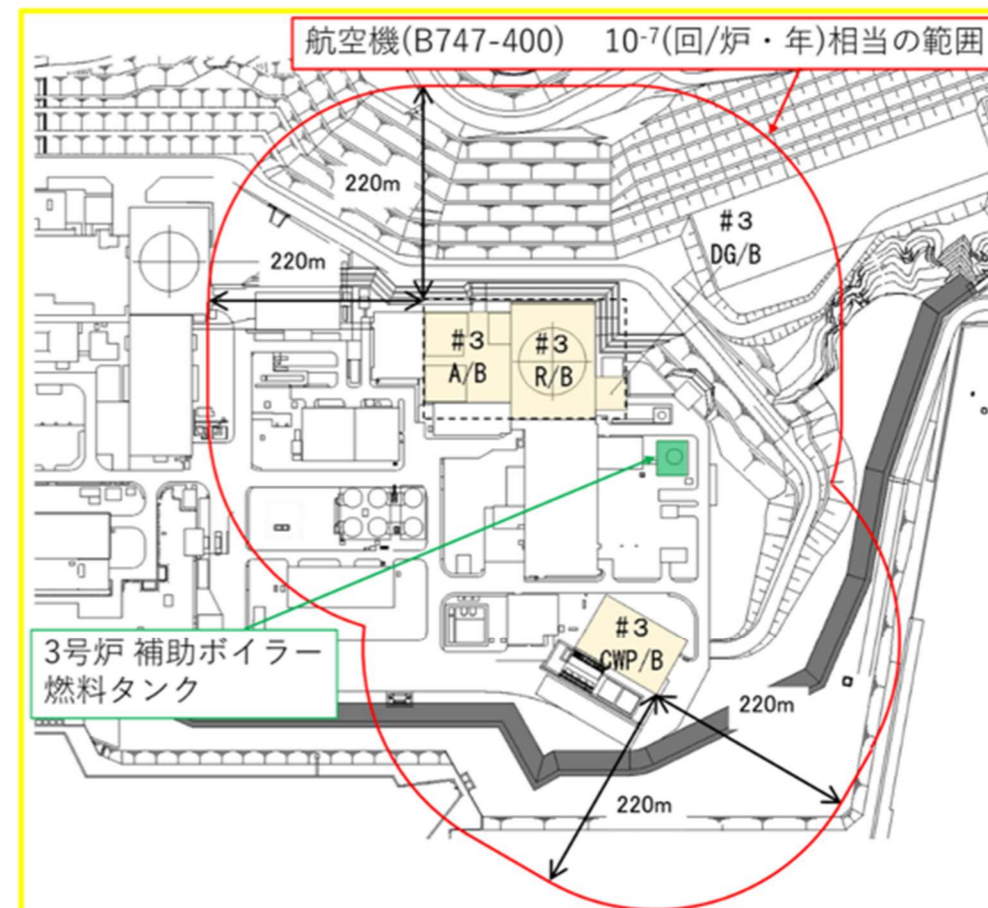 航空機(B747-400) 10⁻⁷(回/炉・年)相当の範囲
220m
220m
#3
DG/B
#3
A/B
#3
R/B
#3
CWP/B
3号炉 補助ボイラー
燃料タンク
220m
220m